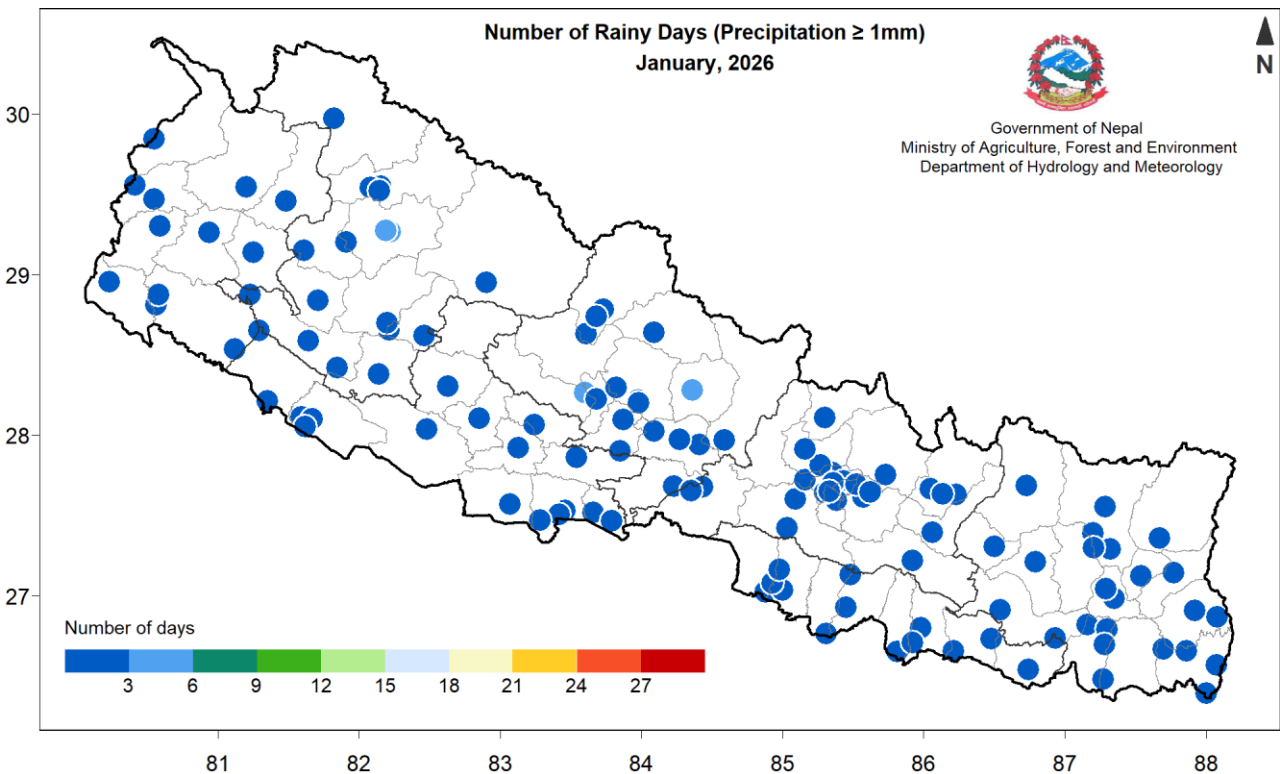 Number of Rainy Days (Precipitation ≥ 1mm)
January, 2026
N
Government of Nepal
Ministry of Agriculture, Forest and Environment
Department of Hydrology and Meteorology
30
29
28
27
Number of days
3 6 9 12 15 18 21 24 27
81 82 83 84 85 86 87 88